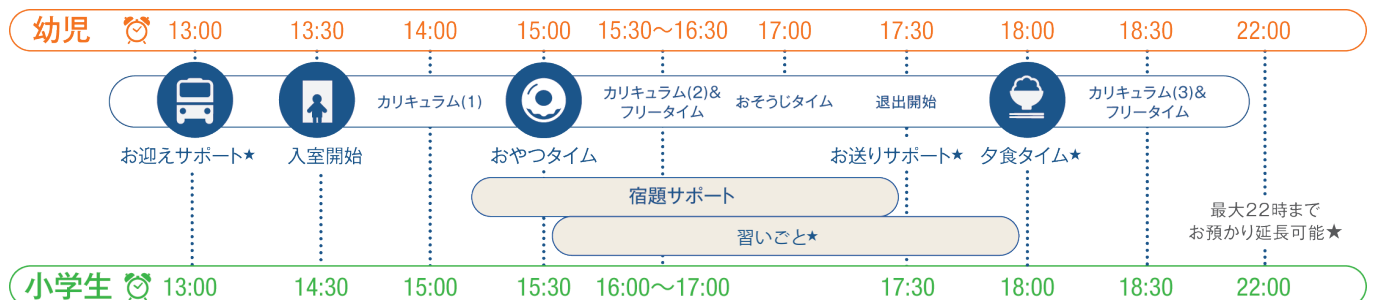 幼児 13:00 13:30 14:00 15:00 15:30〜16:30 17:00 17:30 18:00 18:30 22:00
カリキュラム(1)
カリキュラム(2)&
フリータイム
おそうじタイム
退出開始
カリキュラム(3)&
フリータイム
お迎えサポート★ 入室開始 おやつタイム お送りサポート★ 夕食タイム★
宿題サポート
習いごと★
最大22時まで
お預かり延長可能★
小学生 13:00 14:30 15:00 15:30 16:00〜17:00 17:30 18:00 18:30 22:00